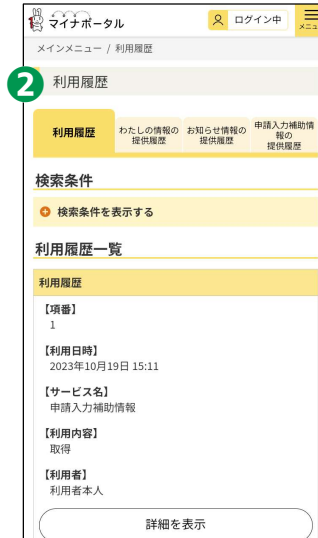 マイナポータル
ログイン中
メニュー
メインメニュー / 利用履歴
2
利用履歴
利用履歴
わたしの情報の
提供履歴
お知らせ情報の
提供履歴
申請入力補助情
報の
提供履歴
検索条件
検索条件を表示する
利用履歴一覧
利用履歴
【項番】
1
【利用日時】
2023年10月19日 15:11
【サービス名】
申請入力補助情報
【利用内容】
取得
【利用者】
利用者本人
詳細を表示